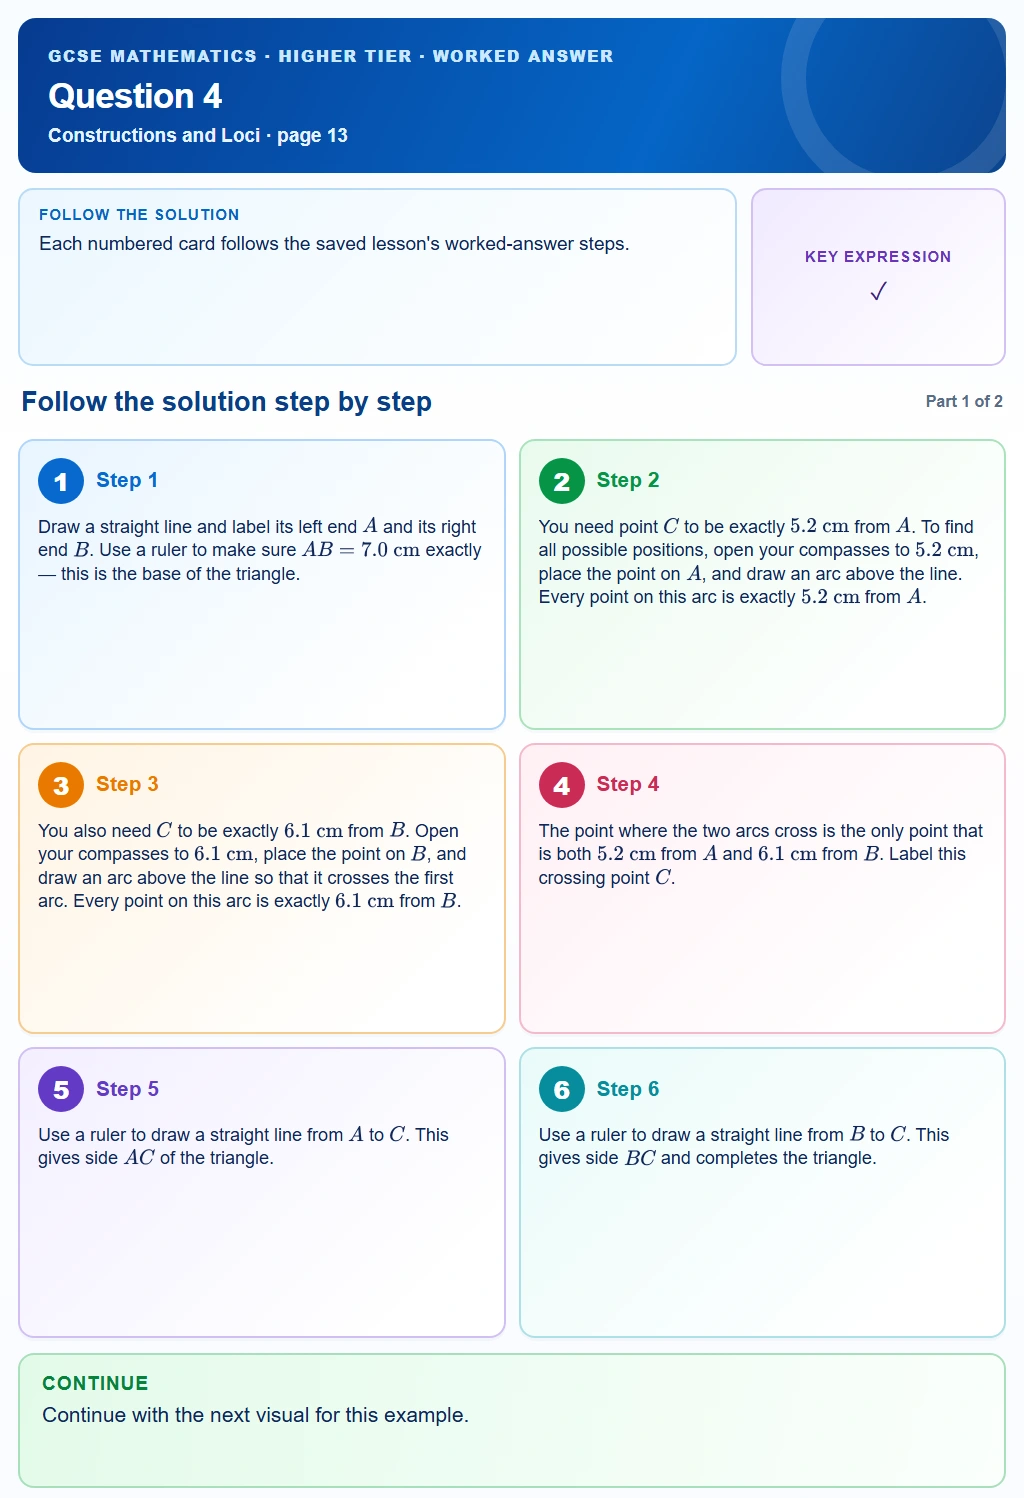 GCSE MATHEMATICS · HIGHER TIER · WORKED ANSWER
Question 4
Constructions and Loci · page 13
FOLLOW THE SOLUTION
Each numbered card follows the saved lesson's worked-answer steps.
KEY EXPRESSION
✓
Follow the solution step by step
Part 1 of 2
1 Step 1
Draw a straight line and label its left end A and its right
end B. Use a ruler to make sure AB = 7.0 cm exactly
— this is the base of the triangle.
2 Step 2
You need point C to be exactly 5.2 cm from A. To find
all possible positions, open your compasses to 5.2 cm,
place the point on A, and draw an arc above the line.
Every point on this arc is exactly 5.2 cm from A.
3 Step 3
You also need C to be exactly 6.1 cm from B. Open
your compasses to 6.1 cm, place the point on B, and
draw an arc above the line so that it crosses the first
arc. Every point on this arc is exactly 6.1 cm from B.
4 Step 4
The point where the two arcs cross is the only point that
is both 5.2 cm from A and 6.1 cm from B. Label this
crossing point C.
5 Step 5
Use a ruler to draw a straight line from A to C. This
gives side AC of the triangle.
6 Step 6
Use a ruler to draw a straight line from B to C. This
gives side BC and completes the triangle.
CONTINUE
Continue with the next visual for this example.